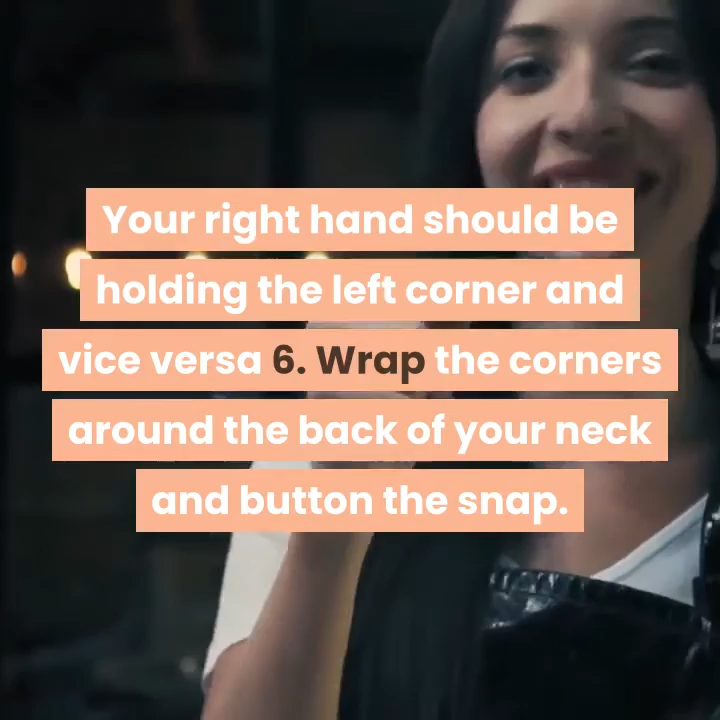 Your right hand should be
holding the left corner and
vice versa 6. Wrap the corners
around the back of your neck
and button the snap.